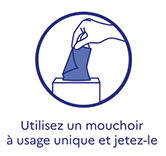 Utilisez un mouchoir
à usage unique et jetez-le